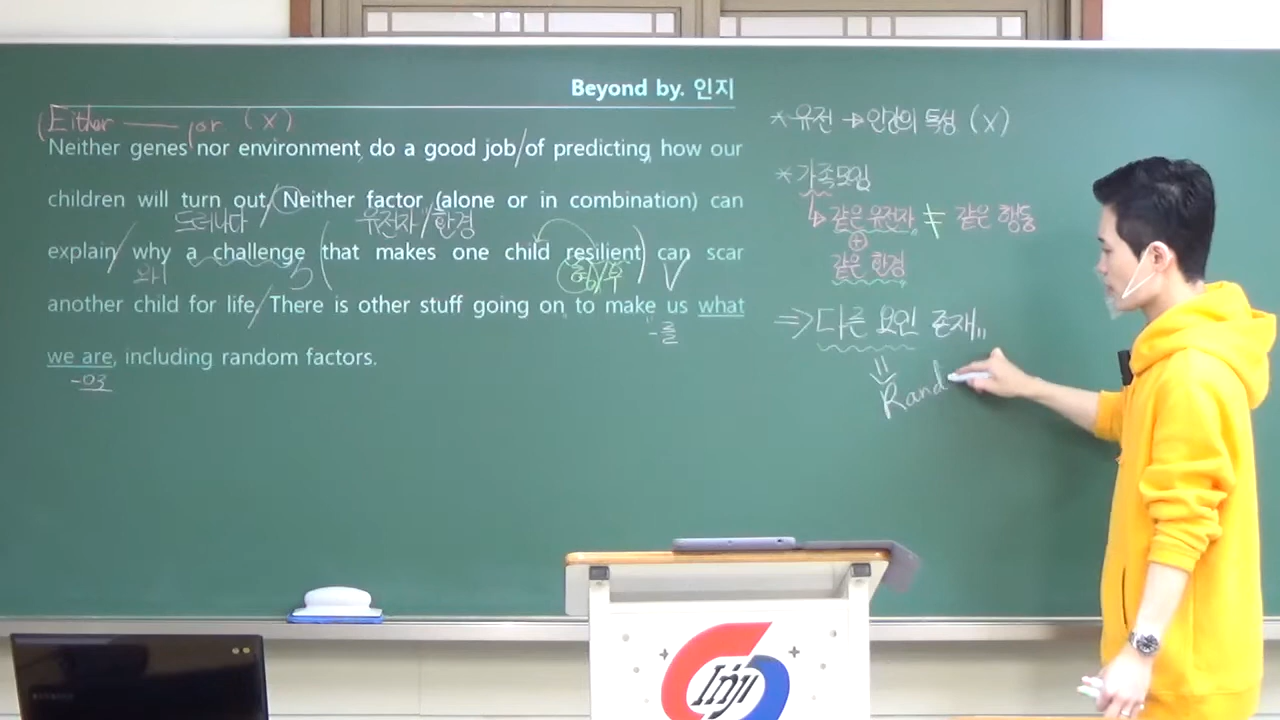 Beyond by. 인지
Either — or (X)
Neither genes nor environment do a good job/of predicting how our
children will turn out/ Neither factor (alone or in combination) can
드러나다 유전자/환경
explain/ why a challenge (that makes one child resilient) can scar
another child for life/ There is other stuff going on to make us what
-를
we are, including random factors.
* 유전 → 인간의 특성 (X)
* 가족모임
↳ 같은 유전자 ≠ 같은 행동
⊕
같은 환경
⇒ 다른 요인 존재
Rand
Inji